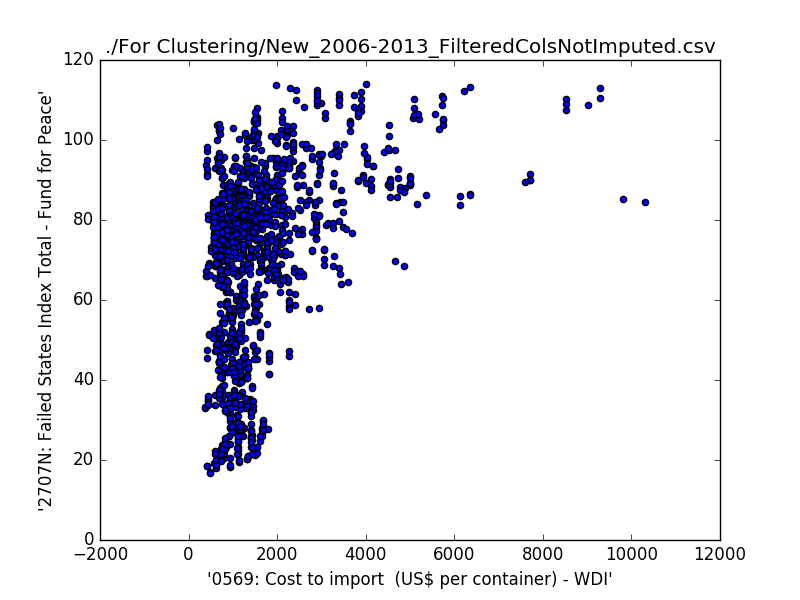 ./For Clustering/New_2006-2013_FilteredColsNotImputed.csv
120
100
80
60
40
20
0
'2707N: Failed States Index Total - Fund for Peace'
−2000 0 2000 4000 6000 8000 10000 12000
'0569: Cost to import  (US$ per container) - WDI'